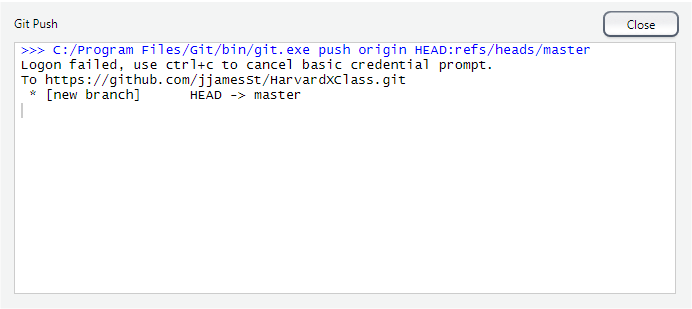 Git Push
Close
>>> C:/Program Files/Git/bin/git.exe push origin HEAD:refs/heads/master
Logon failed, use ctrl+c to cancel basic credential prompt.
To https://github.com/jjamesSt/HarvardXClass.git
 * [new branch]      HEAD -> master